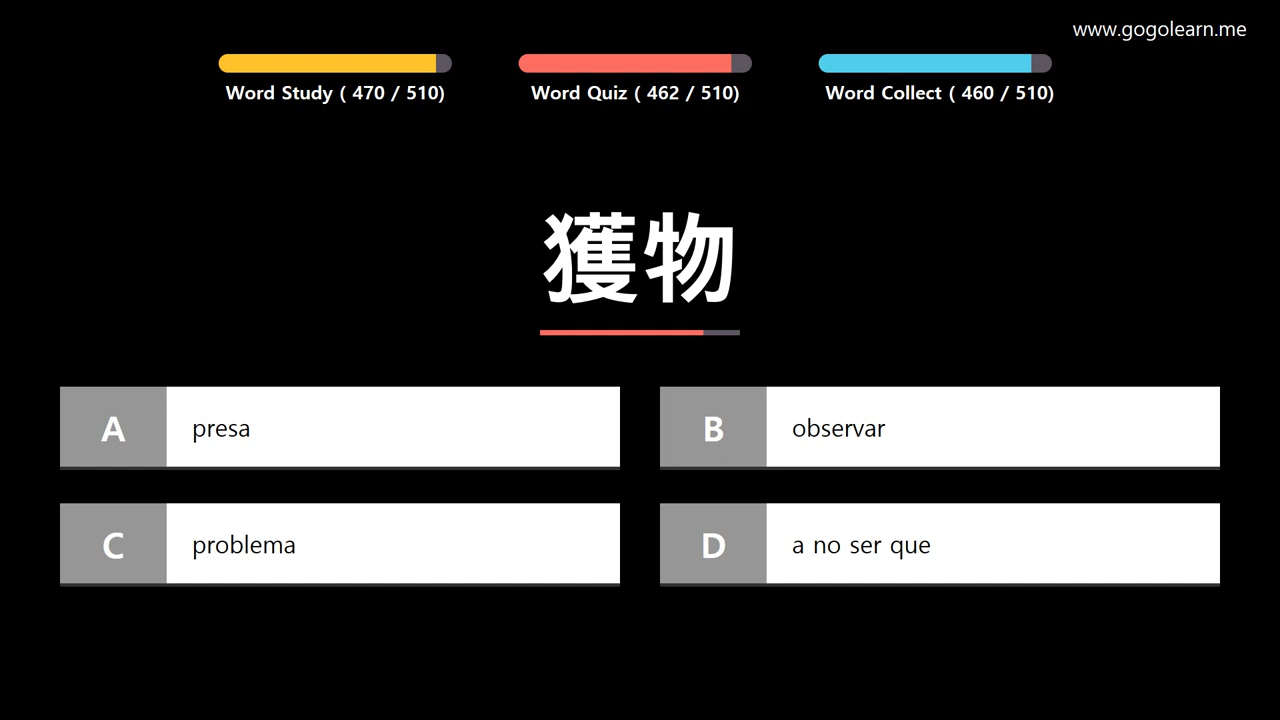 www.gogolearn.me
Word Study ( 470 / 510)
Word Quiz ( 462 / 510)
Word Collect ( 460 / 510)
獲物
A presa
B observar
C problema
D a no ser que